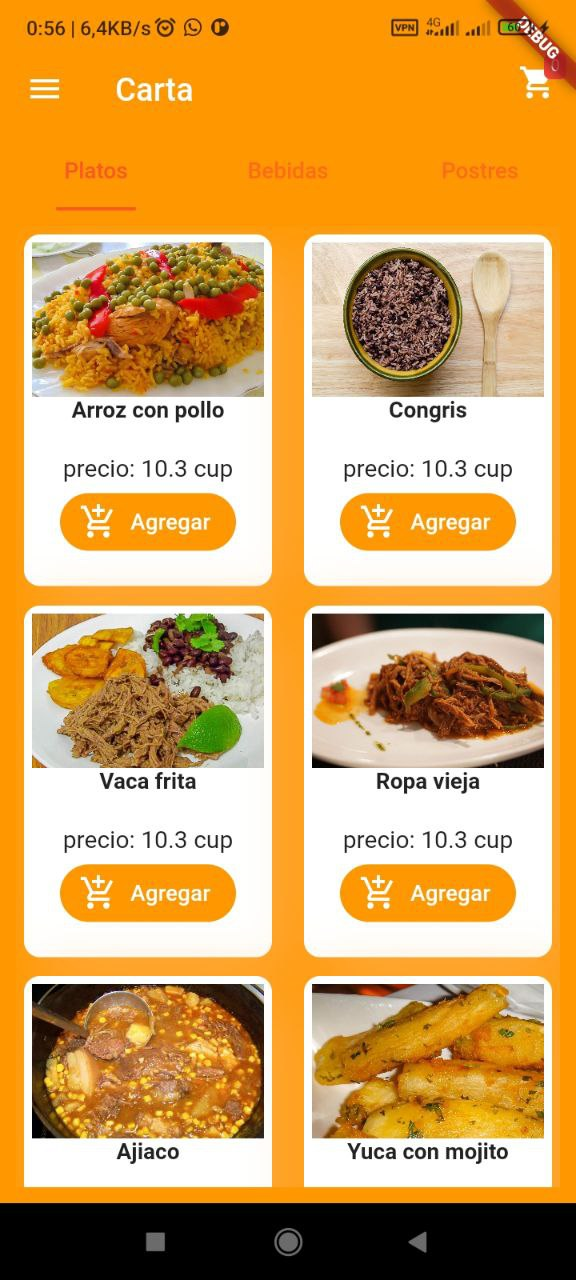 0:56 | 6,4KB/s
VPN 4G
DEBUG
Carta
0
Platos Bebidas Postres
Arroz con pollo Congris
precio: 10.3 cup precio: 10.3 cup
Agregar Agregar
Vaca frita Ropa vieja
precio: 10.3 cup precio: 10.3 cup
Agregar Agregar
Ajiaco Yuca con mojito